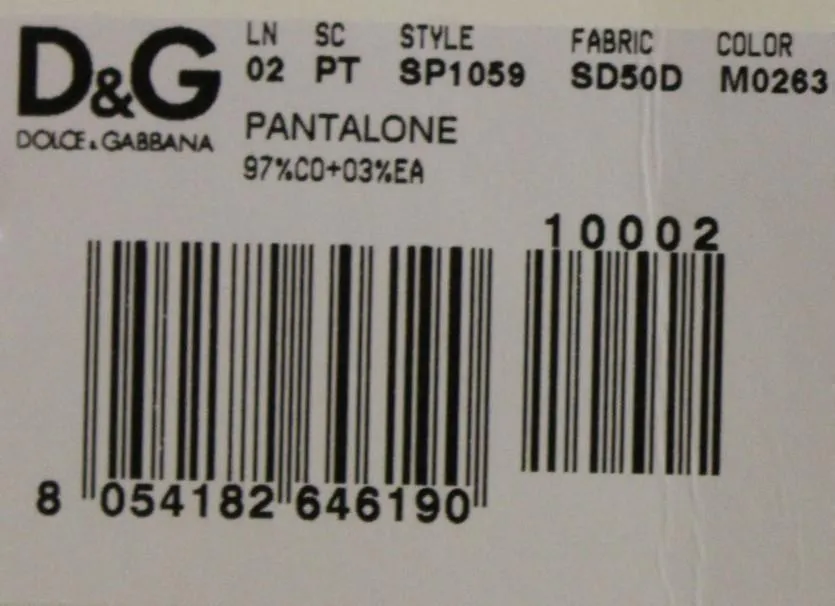 D&G
DOLCE & GABBANA
LN SC STYLE FABRIC COLOR
02 PT SP1059 SD50D M0263
PANTALONE
97%CO+03%EA
10002
8 054182 646190